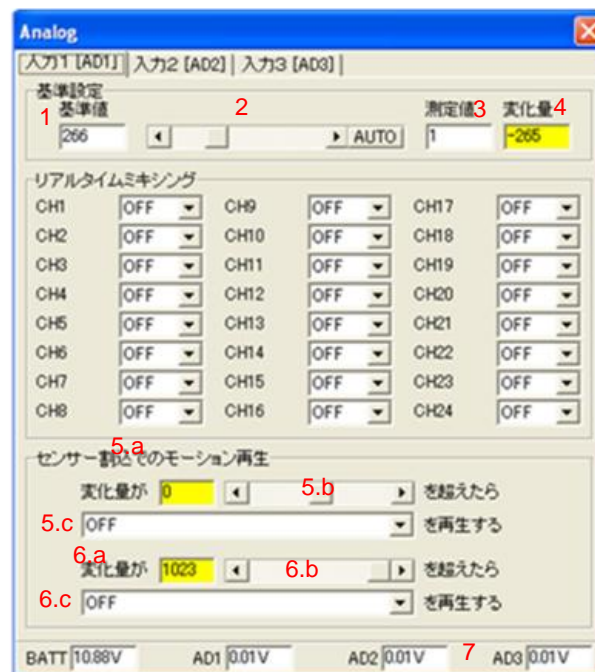 Analog
入力1 [AD1] 入力2 [AD2] 入力3 [AD3]
基準設定
1 基準値 2 測定値 3 変化量 4
266 AUTO 1 -265
リアルタイムミキシング
CH1 OFF CH9 OFF CH17 OFF
CH2 OFF CH10 OFF CH18 OFF
CH3 OFF CH11 OFF CH19 OFF
CH4 OFF CH12 OFF CH20 OFF
CH5 OFF CH13 OFF CH21 OFF
CH6 OFF CH14 OFF CH22 OFF
CH7 OFF CH15 OFF CH23 OFF
CH8 OFF CH16 OFF CH24 OFF
5.a
センサー割込でのモーション再生
変化量が 0 5.b を超えたら
5.c OFF を再生する
6.a
変化量が 1023 6.b を超えたら
6.c OFF を再生する
BATT 10.88V AD1 0.01V AD2 0.01V 7 AD3 0.01V